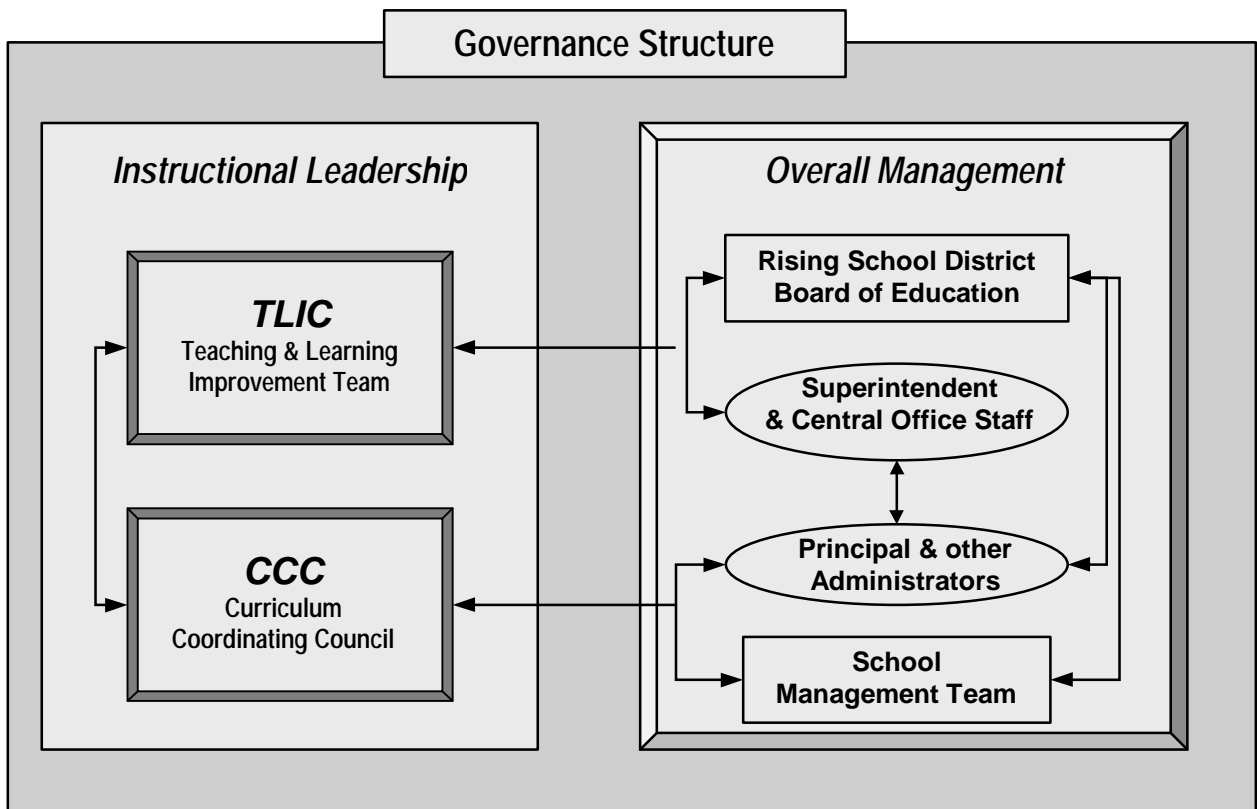 Governance Structure
Instructional Leadership
TLIC
Teaching & Learning
Improvement Team
CCC
Curriculum
Coordinating Council
Overall Management
Rising School District
Board of Education
Superintendent
& Central Office Staff
Principal & other
Administrators
School
Management Team